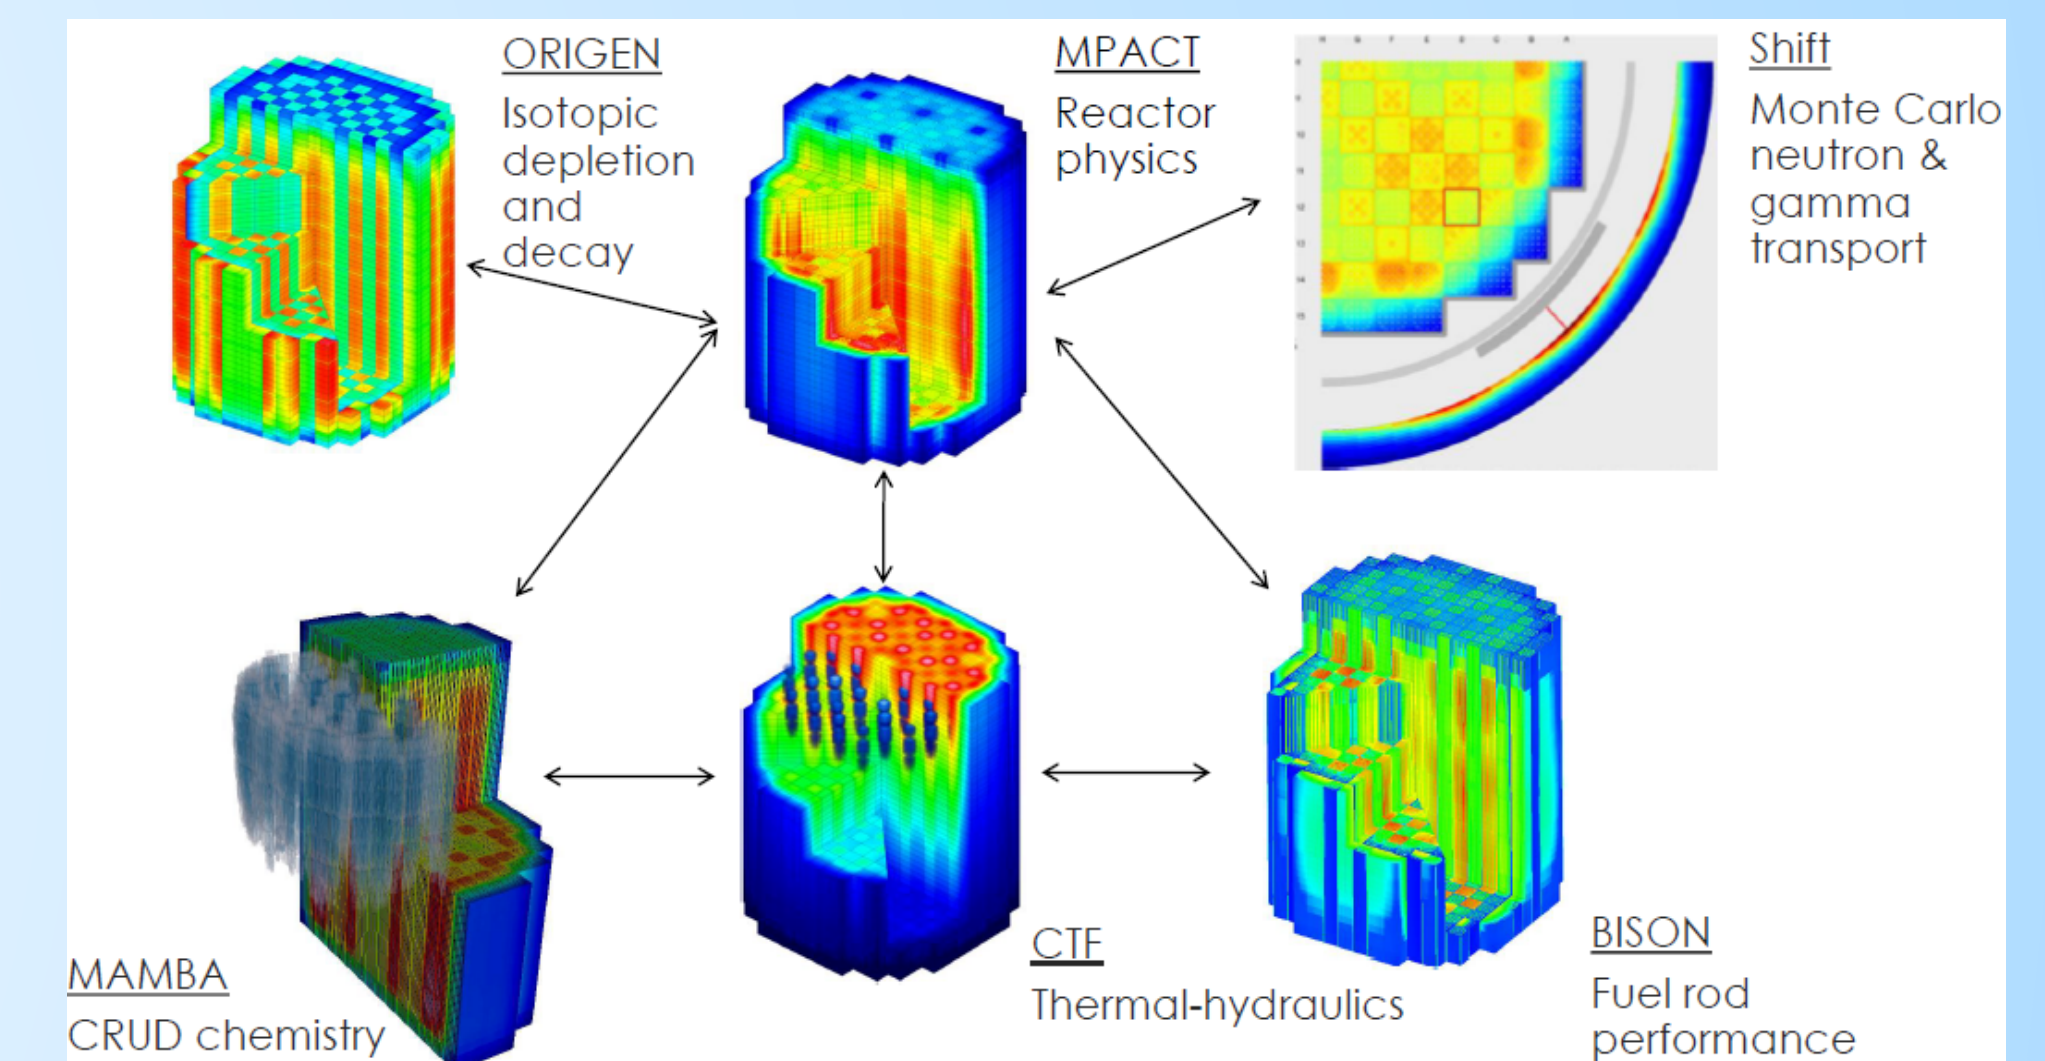 ORIGEN
Isotopic
depletion
and
decay
MPACT
Reactor
physics
Shift
Monte Carlo
neutron &
gamma
transport
MAMBA
CRUD chemistry
CTF
Thermal-hydraulics
BISON
Fuel rod
performance